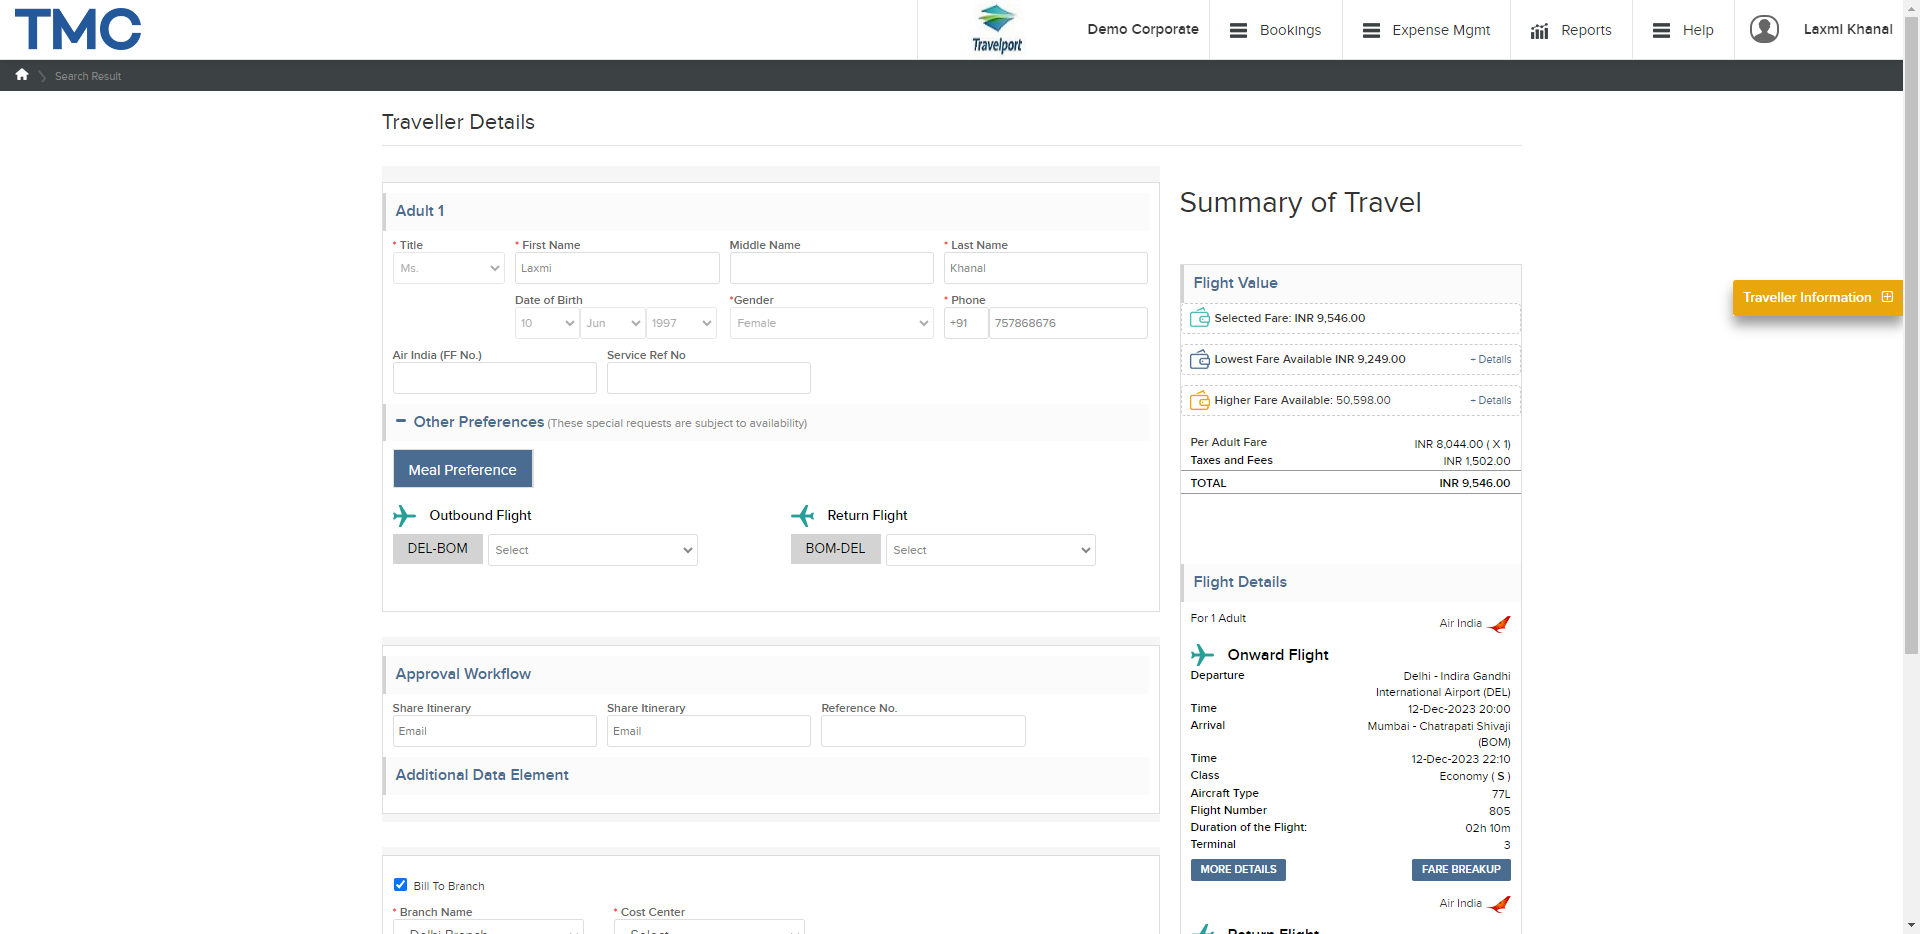 TMC
Travelport
Demo Corporate
Bookings
Expense Mgmt
Reports
Help
Laxmi Khanal
Search Result
Traveller Details
Adult 1
* Title
* First Name
Middle Name
* Last Name
Ms.
Laxmi
Khanal
Date of Birth
*Gender
* Phone
10
Jun
1997
Female
+91
757868676
Air India (FF No.)
Service Ref No
Other Preferences (These special requests are subject to availability)
Meal Preference
Outbound Flight
Return Flight
DEL-BOM
Select
BOM-DEL
Select
Approval Workflow
Share Itinerary
Share Itinerary
Reference No.
Email
Email
Additional Data Element
Bill To Branch
* Branch Name
* Cost Center
Delhi Branch
Select
Summary of Travel
Flight Value
Selected Fare: INR 9,546.00
Lowest Fare Available INR 9,249.00
+ Details
Higher Fare Available: 50,598.00
+ Details
Per Adult Fare
INR 8,044.00 ( X 1)
Taxes and Fees
INR 1,502.00
TOTAL
INR 9,546.00
Traveller Information
Flight Details
For 1 Adult
Air India
Onward Flight
Departure
Delhi - Indira Gandhi
International Airport (DEL)
Time
12-Dec-2023 20:00
Arrival
Mumbai - Chatrapati Shivaji
(BOM)
Time
12-Dec-2023 22:10
Class
Economy ( S )
Aircraft Type
77L
Flight Number
805
Duration of the Flight:
02h 10m
Terminal
3
MORE DETAILS
FARE BREAKUP
Air India
Return Flight